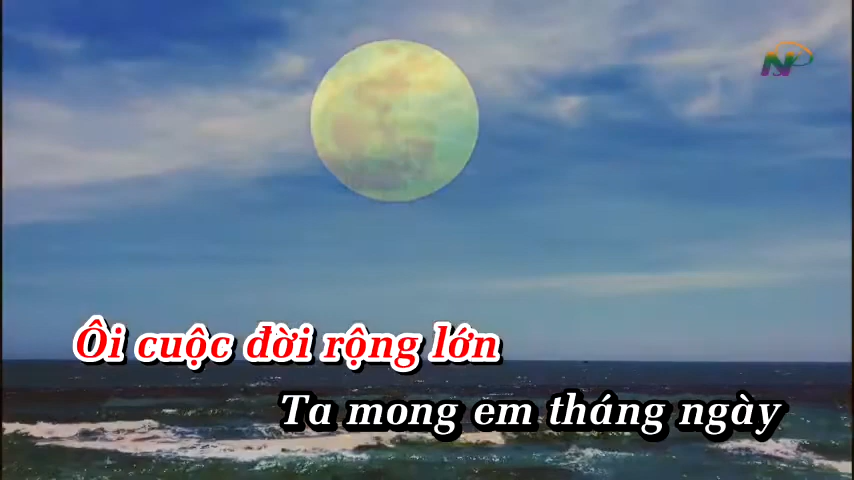 Ôi cuộc đời rộng lớn
Ta mong em tháng ngày